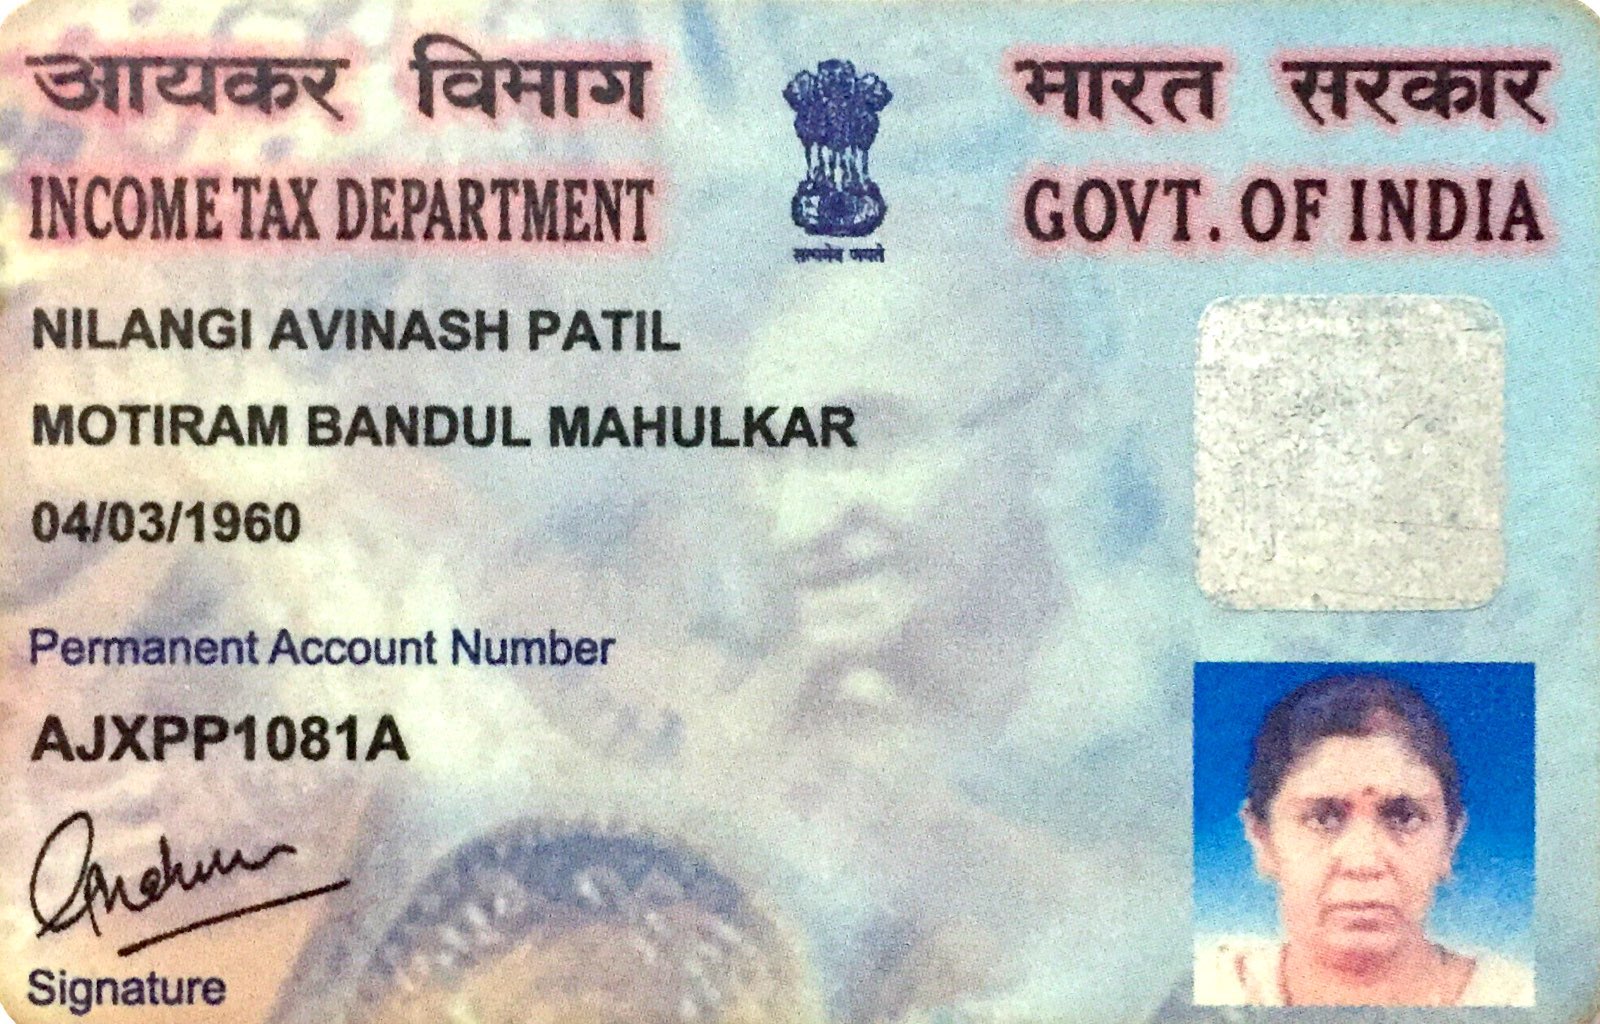 आयकर विभाग
INCOME TAX DEPARTMENT
सत्यमेव जयते
भारत सरकार
GOVT. OF INDIA
NILANGI AVINASH PATIL
MOTIRAM BANDUL MAHULKAR
04/03/1960
Permanent Account Number
AJXPP1081A
Signature